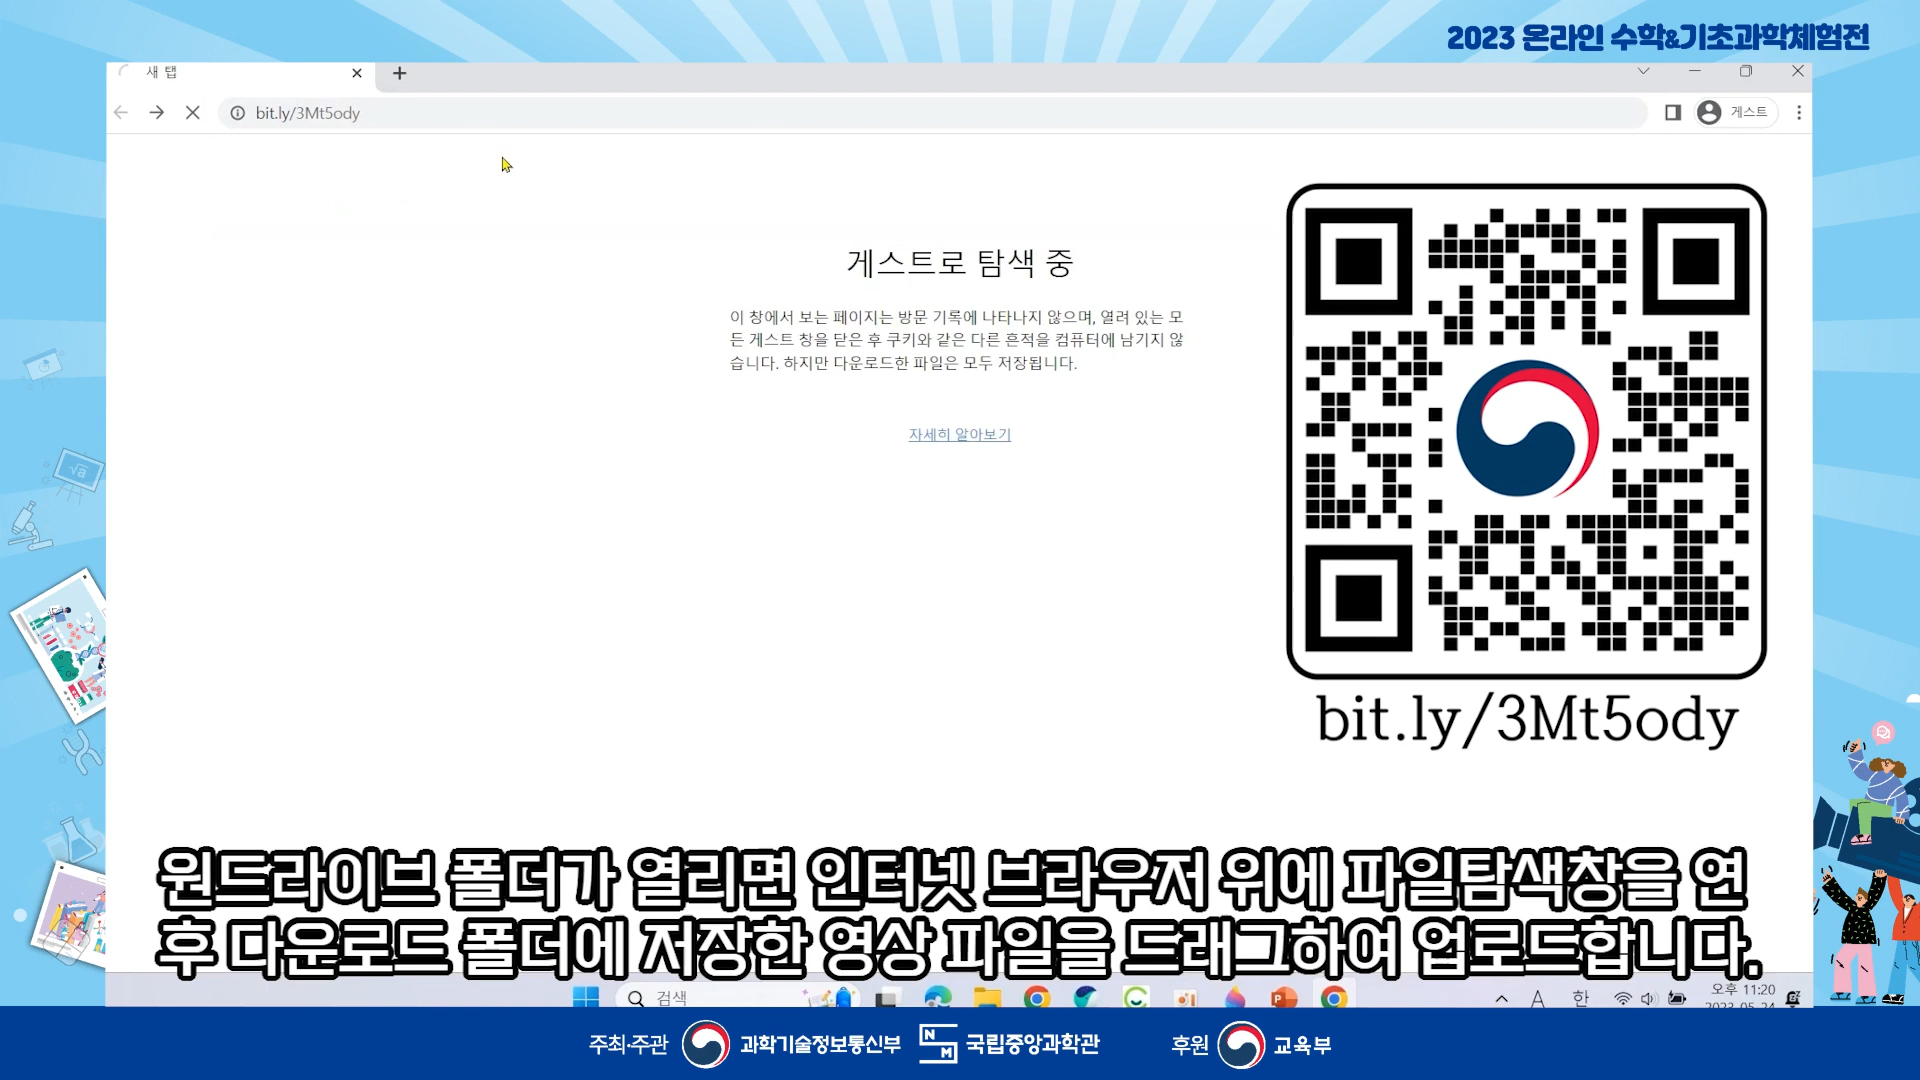 2023 온라인 수학&기초과학체험전
새 탭
bit.ly/3Mt5ody
게스트
게스트로 탐색 중
이 창에서 보는 페이지는 방문 기록에 나타나지 않으며, 열려 있는 모
든 게스트 창을 닫은 후 쿠키와 같은 다른 흔적을 컴퓨터에 남기지 않
습니다. 하지만 다운로드한 파일은 모두 저장됩니다.
자세히 알아보기
bit.ly/3Mt5ody
원드라이브 폴더가 열리면 인터넷 브라우저 위에 파일탐색창을 연
후 다운로드 폴더에 저장한 영상 파일을 드래그하여 업로드합니다.
검색
A 한
오후 11:20
2023-05-24
주최·주관 과학기술정보통신부 NSM 국립중앙과학관 후원 교육부